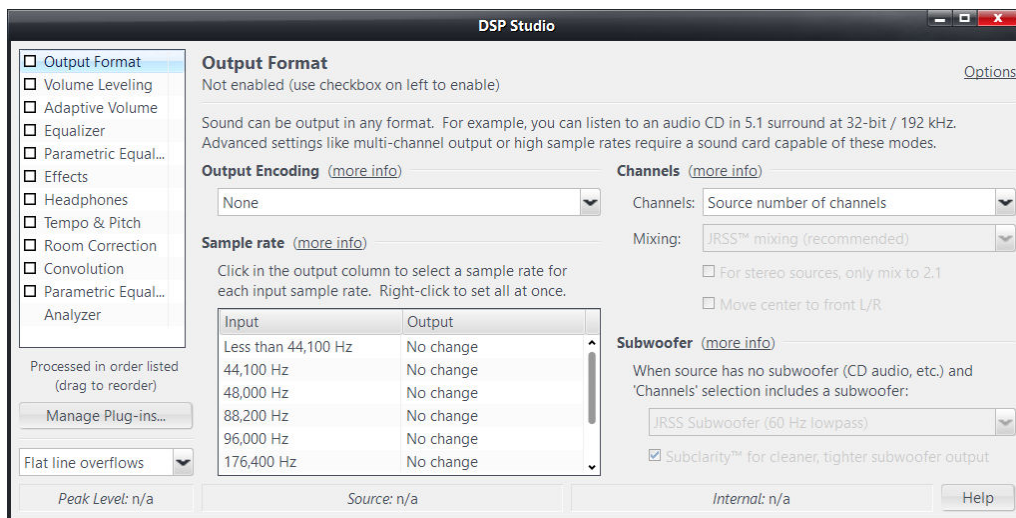 DSP Studio
Output Format
Volume Leveling
Adaptive Volume
Equalizer
Parametric Equal...
Effects
Headphones
Tempo & Pitch
Room Correction
Convolution
Parametric Equal...
Analyzer
Processed in order listed
(drag to reorder)
Manage Plug-ins...
Flat line overflows
Output Format
Not enabled (use checkbox on left to enable)
Options
Sound can be output in any format. For example, you can listen to an audio CD in 5.1 surround at 32-bit / 192 kHz.
Advanced settings like multi-channel output or high sample rates require a sound card capable of these modes.
Output Encoding (more info)
None
Sample rate (more info)
Click in the output column to select a sample rate for
each input sample rate. Right-click to set all at once.
Input Output
Less than 44,100 Hz No change
44,100 Hz No change
48,000 Hz No change
88,200 Hz No change
96,000 Hz No change
176,400 Hz No change
Channels (more info)
Channels: Source number of channels
Mixing: JRSS™ mixing (recommended)
For stereo sources, only mix to 2.1
Move center to front L/R
Subwoofer (more info)
When source has no subwoofer (CD audio, etc.) and
'Channels' selection includes a subwoofer:
JRSS Subwoofer (60 Hz lowpass)
Subclarity™ for cleaner, tighter subwoofer output
Peak Level: n/a
Source: n/a
Internal: n/a
Help